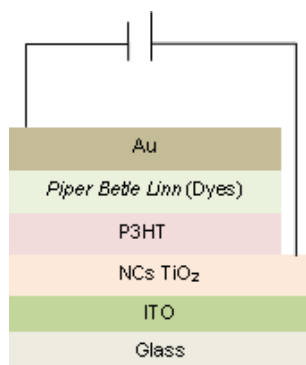 Au
Piper Betle Linn (Dyes)
P3HT
NCs TiO₂
ITO
Glass